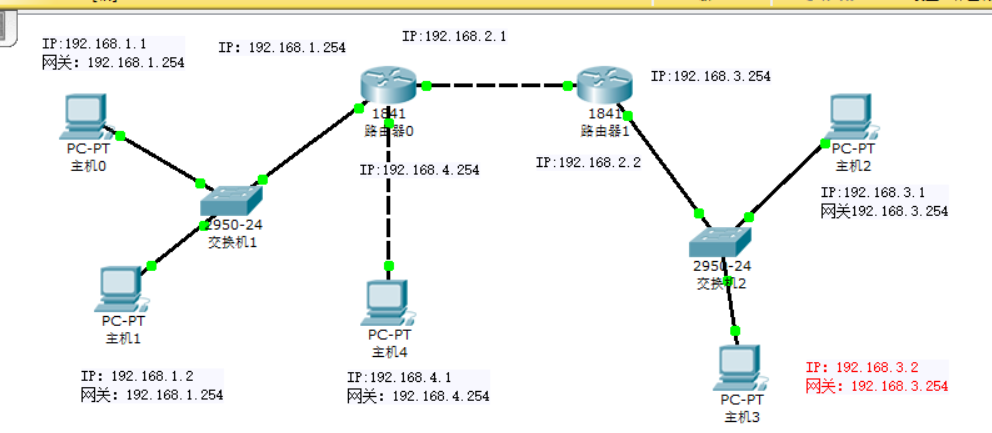 IP:192.168.1.1
网关: 192.168.1.254
IP: 192.168.1.254
IP:192.168.2.1
IP:192.168.3.254
1841
路由器0
1841
路由器1
PC-PT
主机0
PC-PT
主机2
IP:192.168.4.254
IP:192.168.2.2
IP:192.168.3.1
网关192.168.3.254
2950-24
交换机1
2950-24
交换机2
PC-PT
主机1
PC-PT
主机4
IP: 192.168.1.2
网关: 192.168.1.254
IP:192.168.4.1
网关: 192.168.4.254
IP: 192.168.3.2
网关: 192.168.3.254
PC-PT
主机3